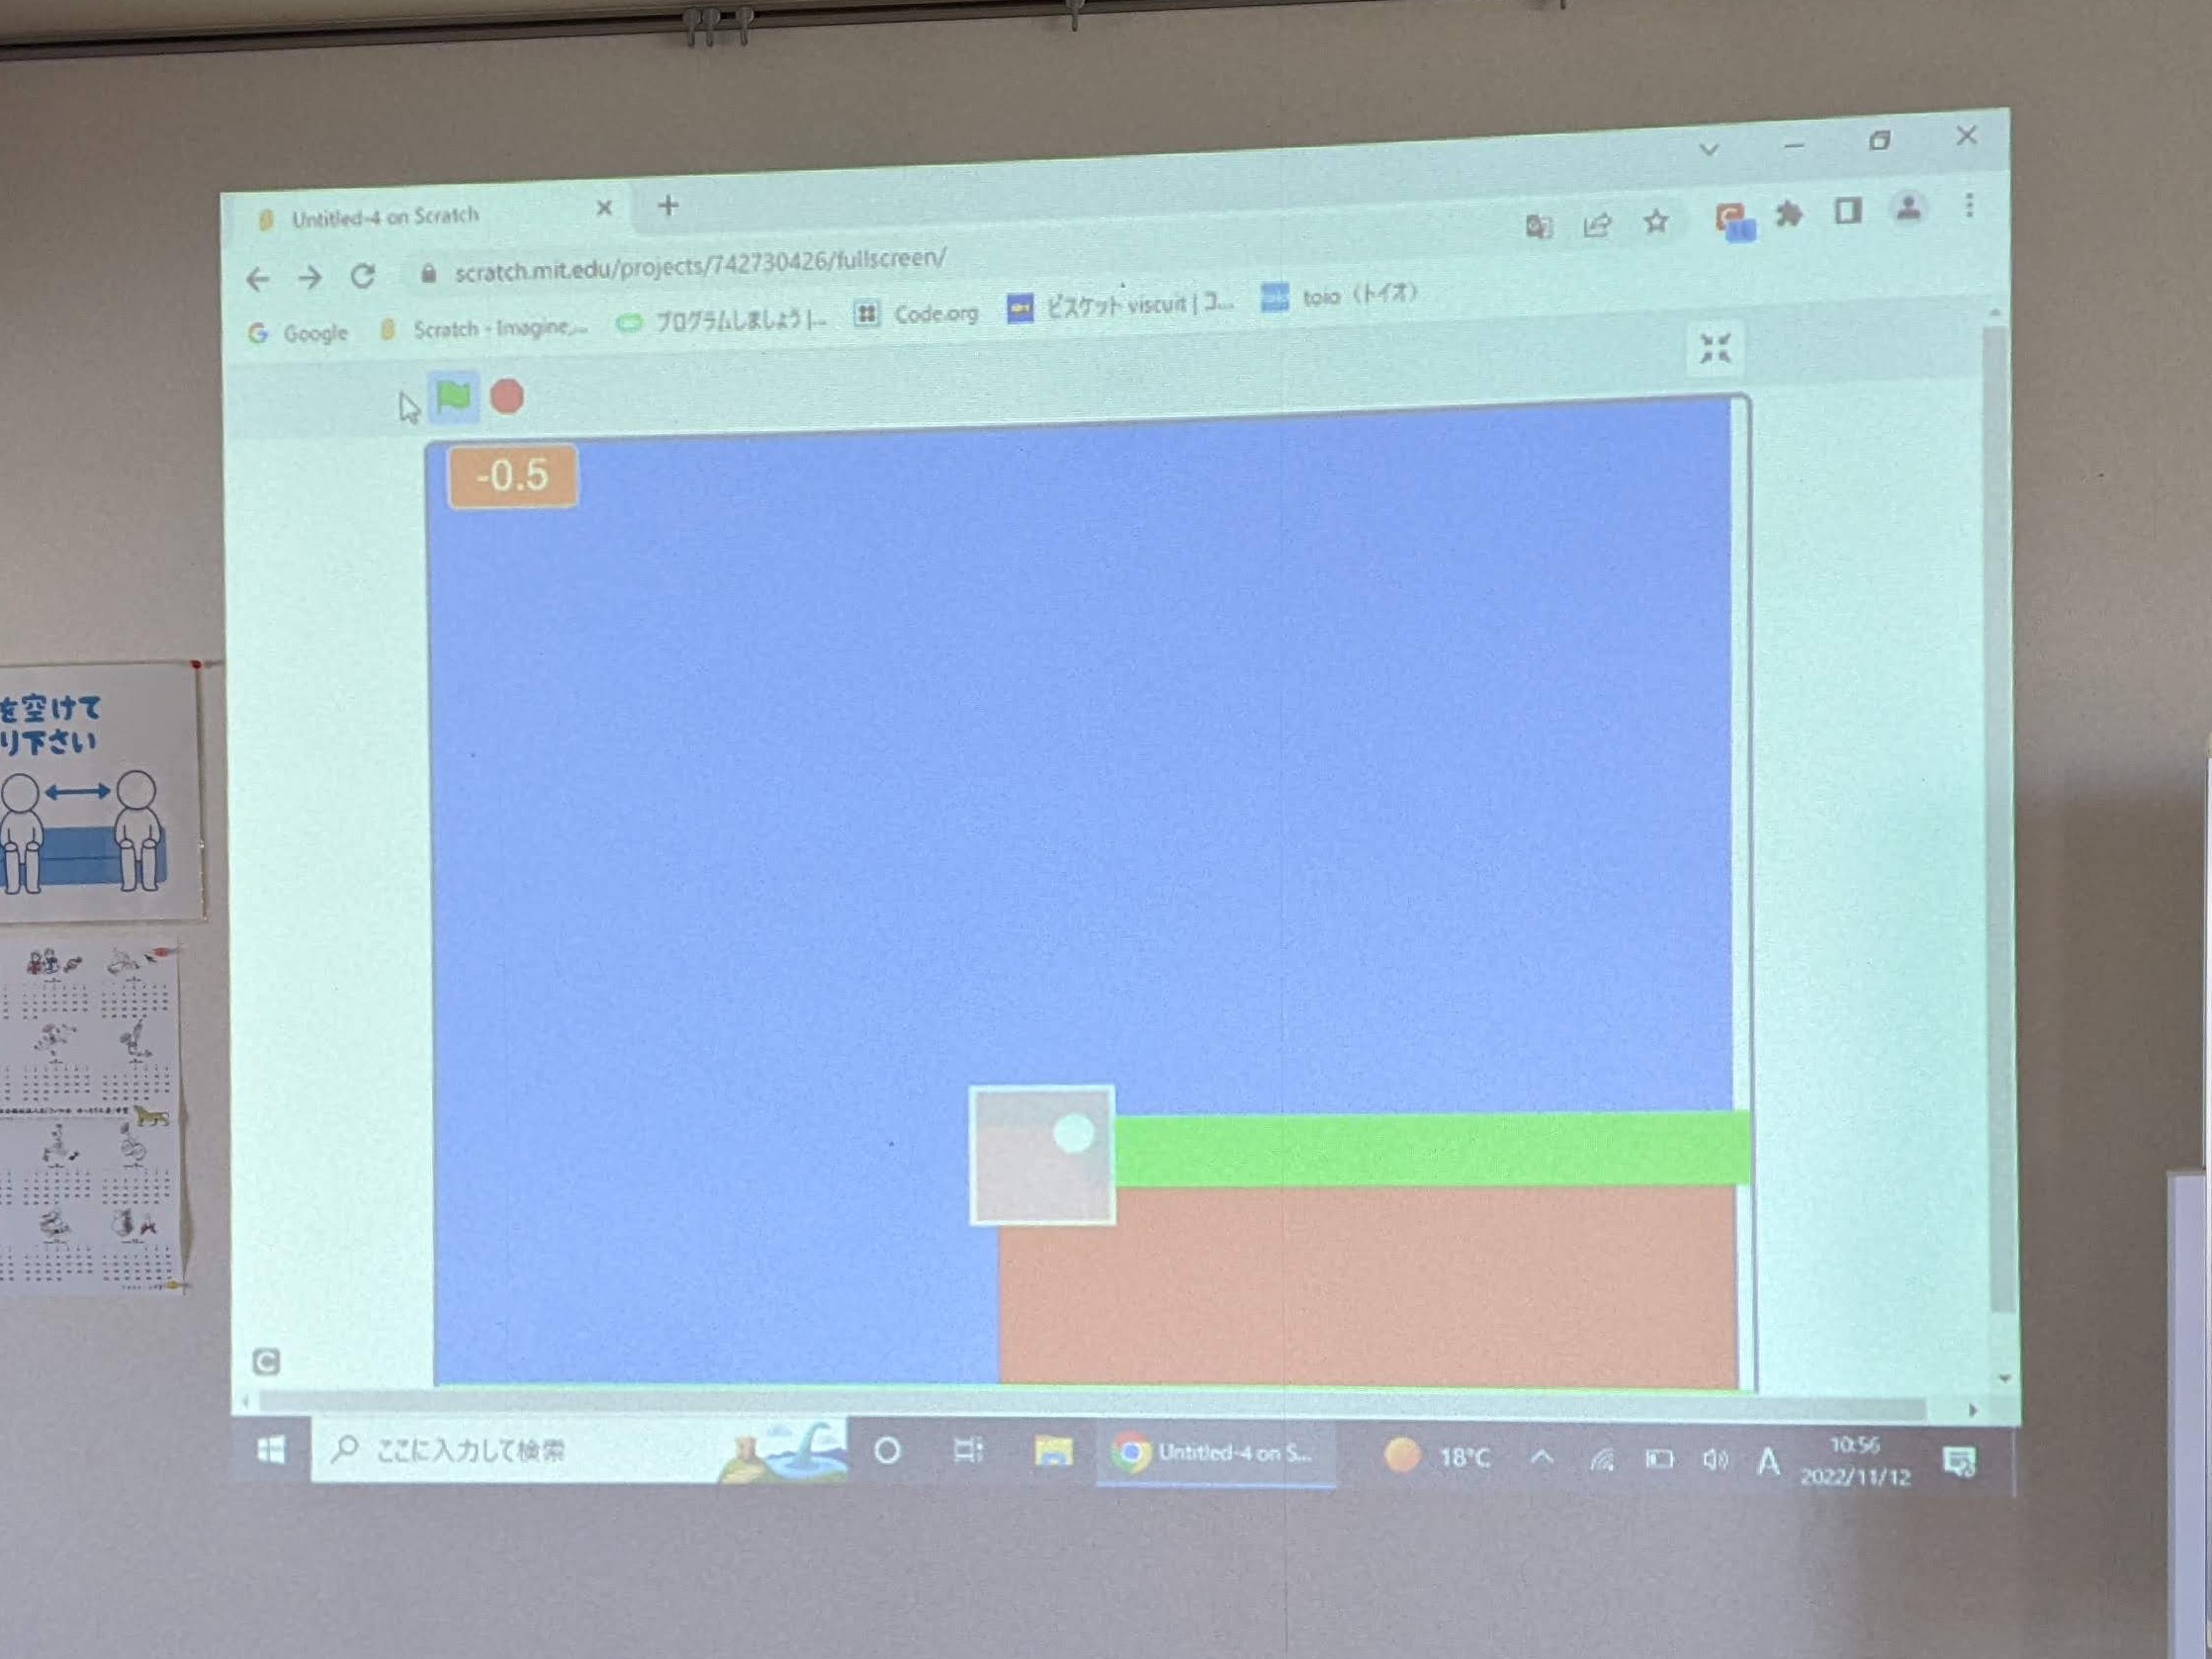 Untitled-4 on Scratch
scratch.mit.edu/projects/742730426/fullscreen/
Google
Scratch - Imagine,...
プログラムしましょう |...
Code.org
ビスケット viscuit | コ...
toio（トイオ）
-0.5
を空けて
り下さい
C
ここに入力して検索
Untitled-4 on S...
18°C
A
10:56
2022/11/12